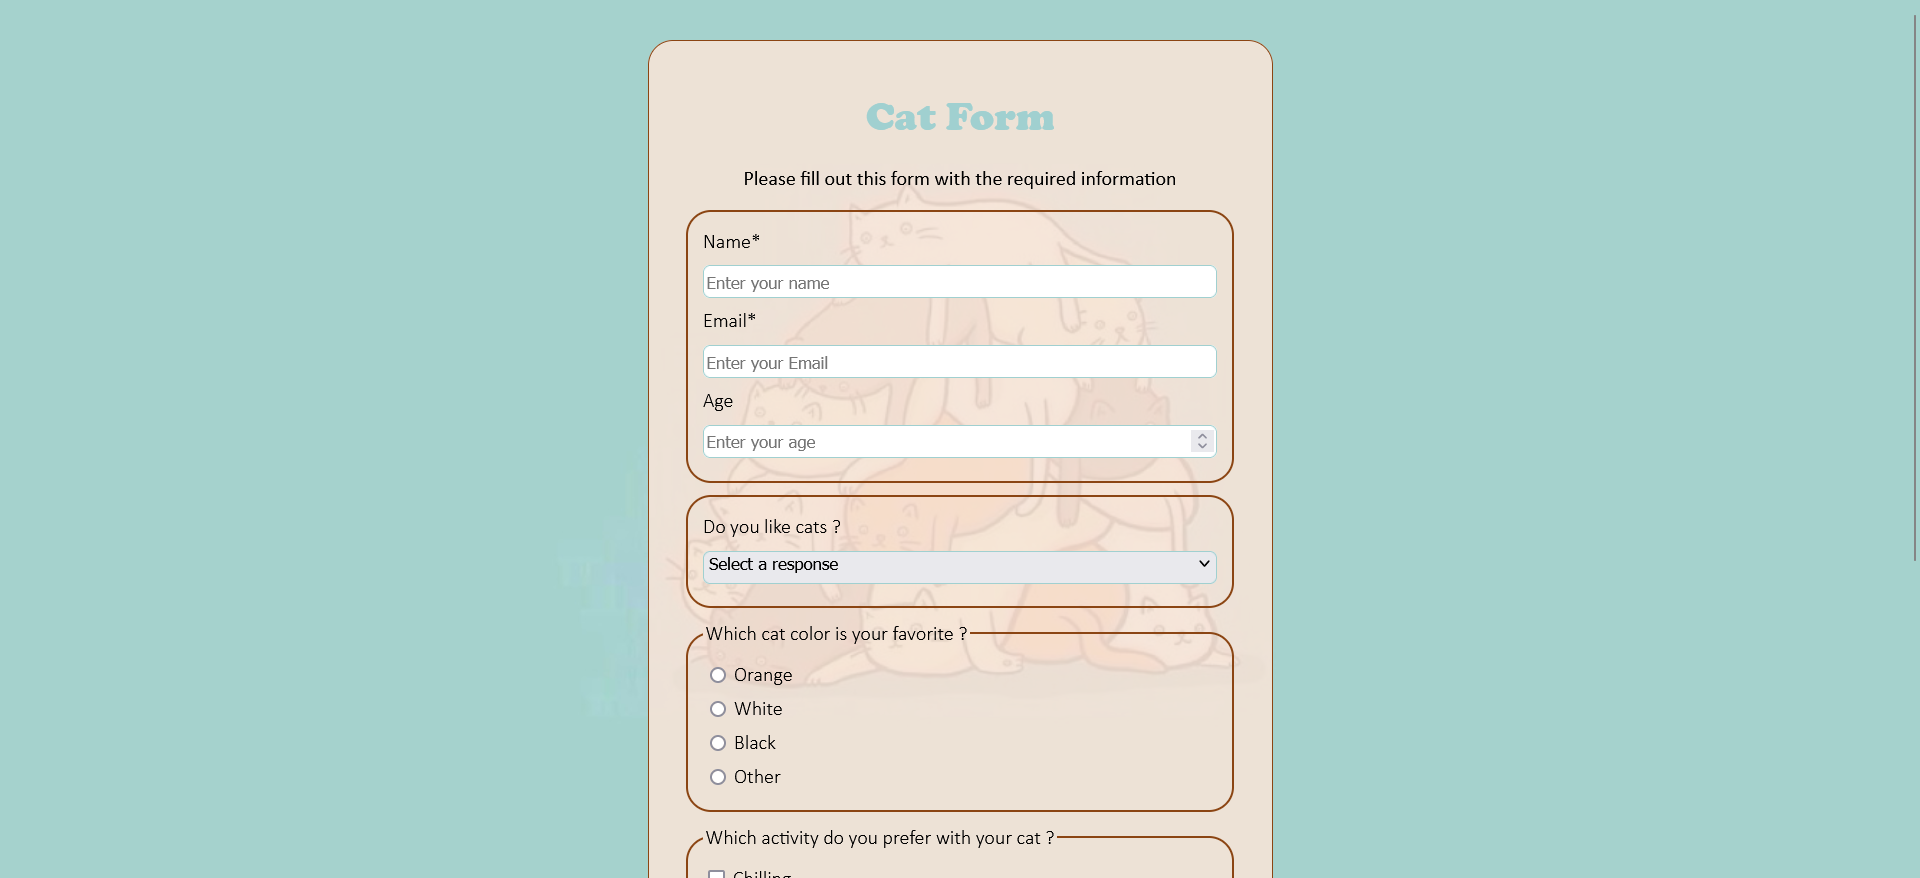 Cat Form
Please fill out this form with the required information
Name*
Enter your name
Email*
Enter your Email
Age
Enter your age
Do you like cats ?
Select a response
Which cat color is your favorite ?
Orange
White
Black
Other
Which activity do you prefer with your cat ?
Chilling